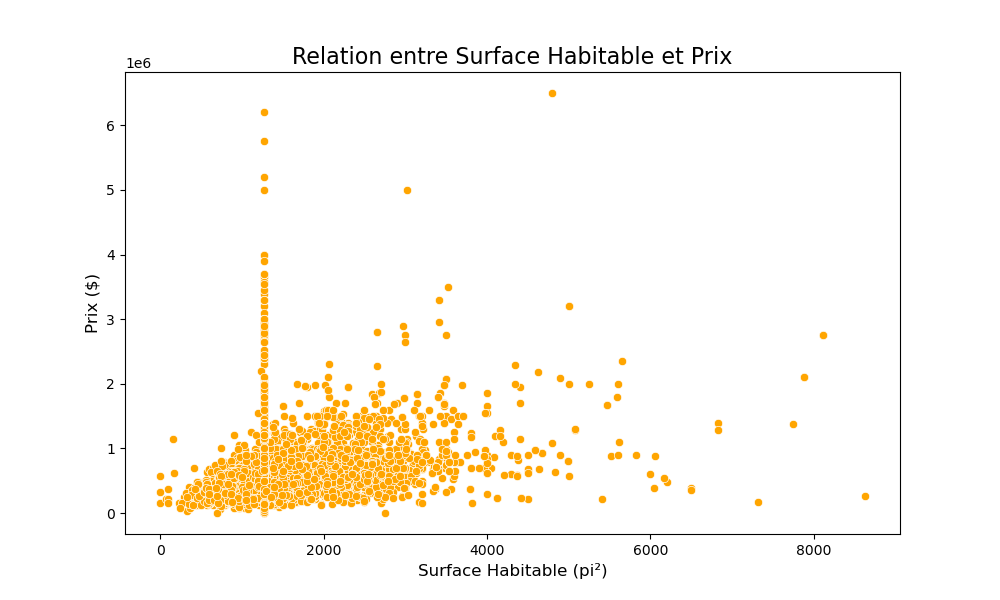 Relation entre Surface Habitable et Prix
1e6
6
5
4
3
2
1
0
Prix ($)
0 2000 4000 6000 8000
Surface Habitable (pi²)